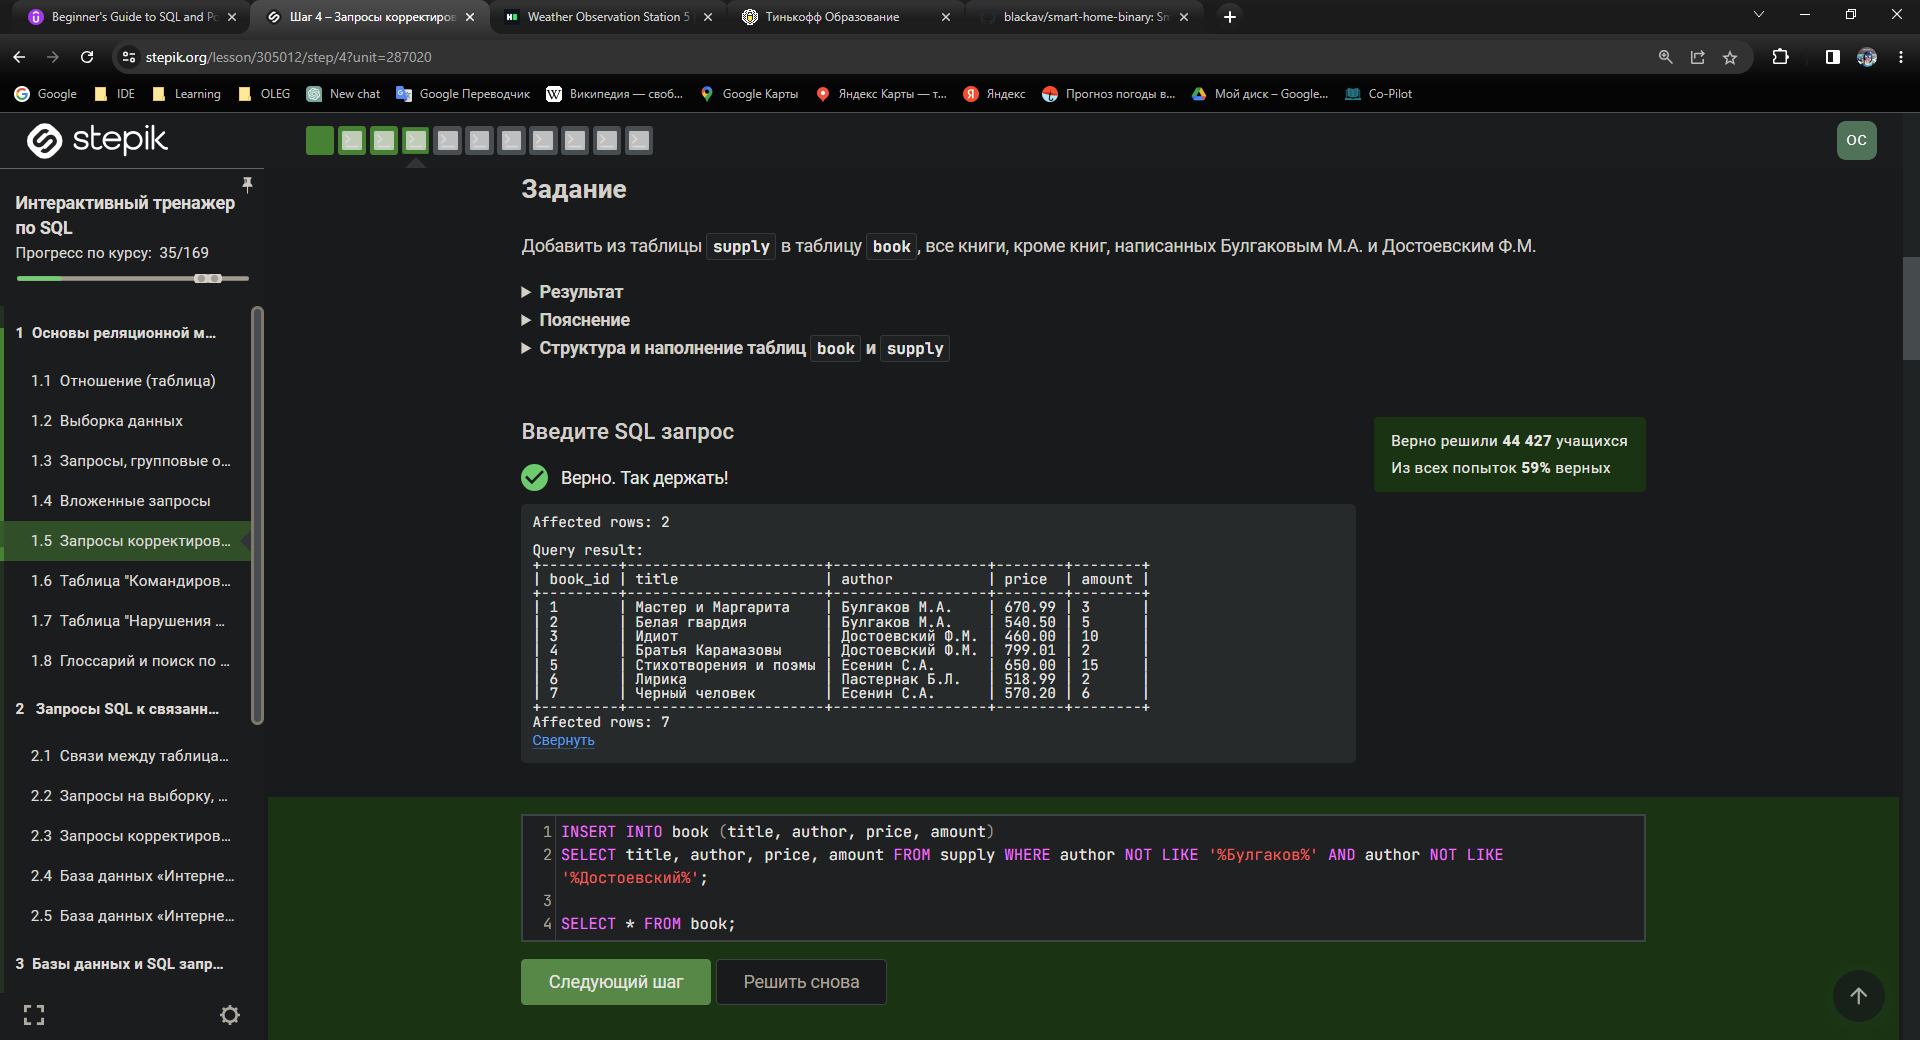 Beginner's Guide to SQL and Po
Шаг 4 – Запросы корректиров
Weather Observation Station 5
Тинькофф Образование
blackav/smart-home-binary: Sm
stepik.org/lesson/305012/step/4?unit=287020
Google
IDE
Learning
OLEG
New chat
Google Переводчик
Википедия — своб...
Google Карты
Яндекс Карты — т...
Яндекс
Прогноз погоды в...
Мой диск – Google...
Co-Pilot
stepik
OC
Интерактивный тренажер
по SQL
Прогресс по курсу: 35/169
1 Основы реляционной м...
1.1 Отношение (таблица)
1.2 Выборка данных
1.3 Запросы, групповые о...
1.4 Вложенные запросы
1.5 Запросы корректиров...
1.6 Таблица "Командиров...
1.7 Таблица "Нарушения ...
1.8 Глоссарий и поиск по ...
2 Запросы SQL к связанн...
2.1 Связи между таблица...
2.2 Запросы на выборку, ...
2.3 Запросы корректиров...
2.4 База данных «Интерне...
2.5 База данных «Интерне...
3 Базы данных и SQL запр...
Задание
Добавить из таблицы supply в таблицу book, все книги, кроме книг, написанных Булгаковым М.А. и Достоевским Ф.М.
Результат
Пояснение
Структура и наполнение таблиц book и supply
Введите SQL запрос
Верно решили 44 427 учащихся
Из всех попыток 59% верных
Верно. Так держать!
Affected rows: 2
Query result:
+---------+-----------------------+------------------+--------+--------+
| book_id | title                 | author           | price  | amount |
+---------+-----------------------+------------------+--------+--------+
| 1       | Мастер и Маргарита    | Булгаков М.А.    | 670.99 | 3      |
| 2       | Белая гвардия         | Булгаков М.А.    | 540.50 | 5      |
| 3       | Идиот                 | Достоевский Ф.М. | 460.00 | 10     |
| 4       | Братья Карамазовы     | Достоевский Ф.М. | 799.01 | 2      |
| 5       | Стихотворения и поэмы | Есенин С.А.      | 650.00 | 15     |
| 6       | Лирика                | Пастернак Б.Л.   | 518.99 | 2      |
| 7       | Черный человек        | Есенин С.А.      | 570.20 | 6      |
+---------+-----------------------+------------------+--------+--------+
Affected rows: 7
Свернуть
1 INSERT INTO book (title, author, price, amount)
2 SELECT title, author, price, amount FROM supply WHERE author NOT LIKE '%Булгаков%' AND author NOT LIKE
'%Достоевский%';
3
4 SELECT * FROM book;
Следующий шаг
Решить снова